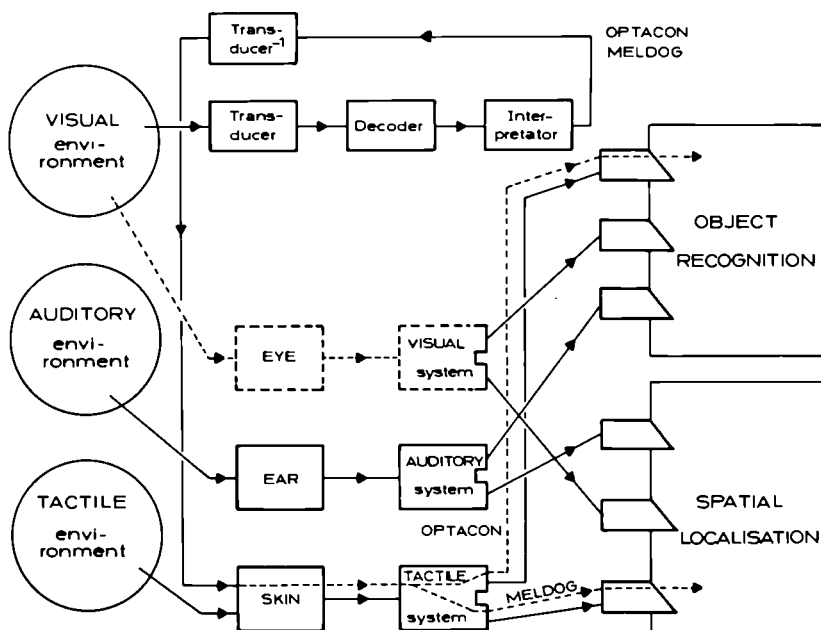 Trans-
ducer⁻¹
OPTACON
MELDOG
VISUAL
envi-
ronment
Trans-
ducer
Decoder
Inter-
pretator
OBJECT
RECOGNITION
AUDITORY
envi-
ronment
EYE
VISUAL
system
TACTILE
envi-
ronment
EAR
AUDITORY
system
OPTACON
SPATIAL
LOCALISATION
SKIN
TACTILE
system
MELDOG